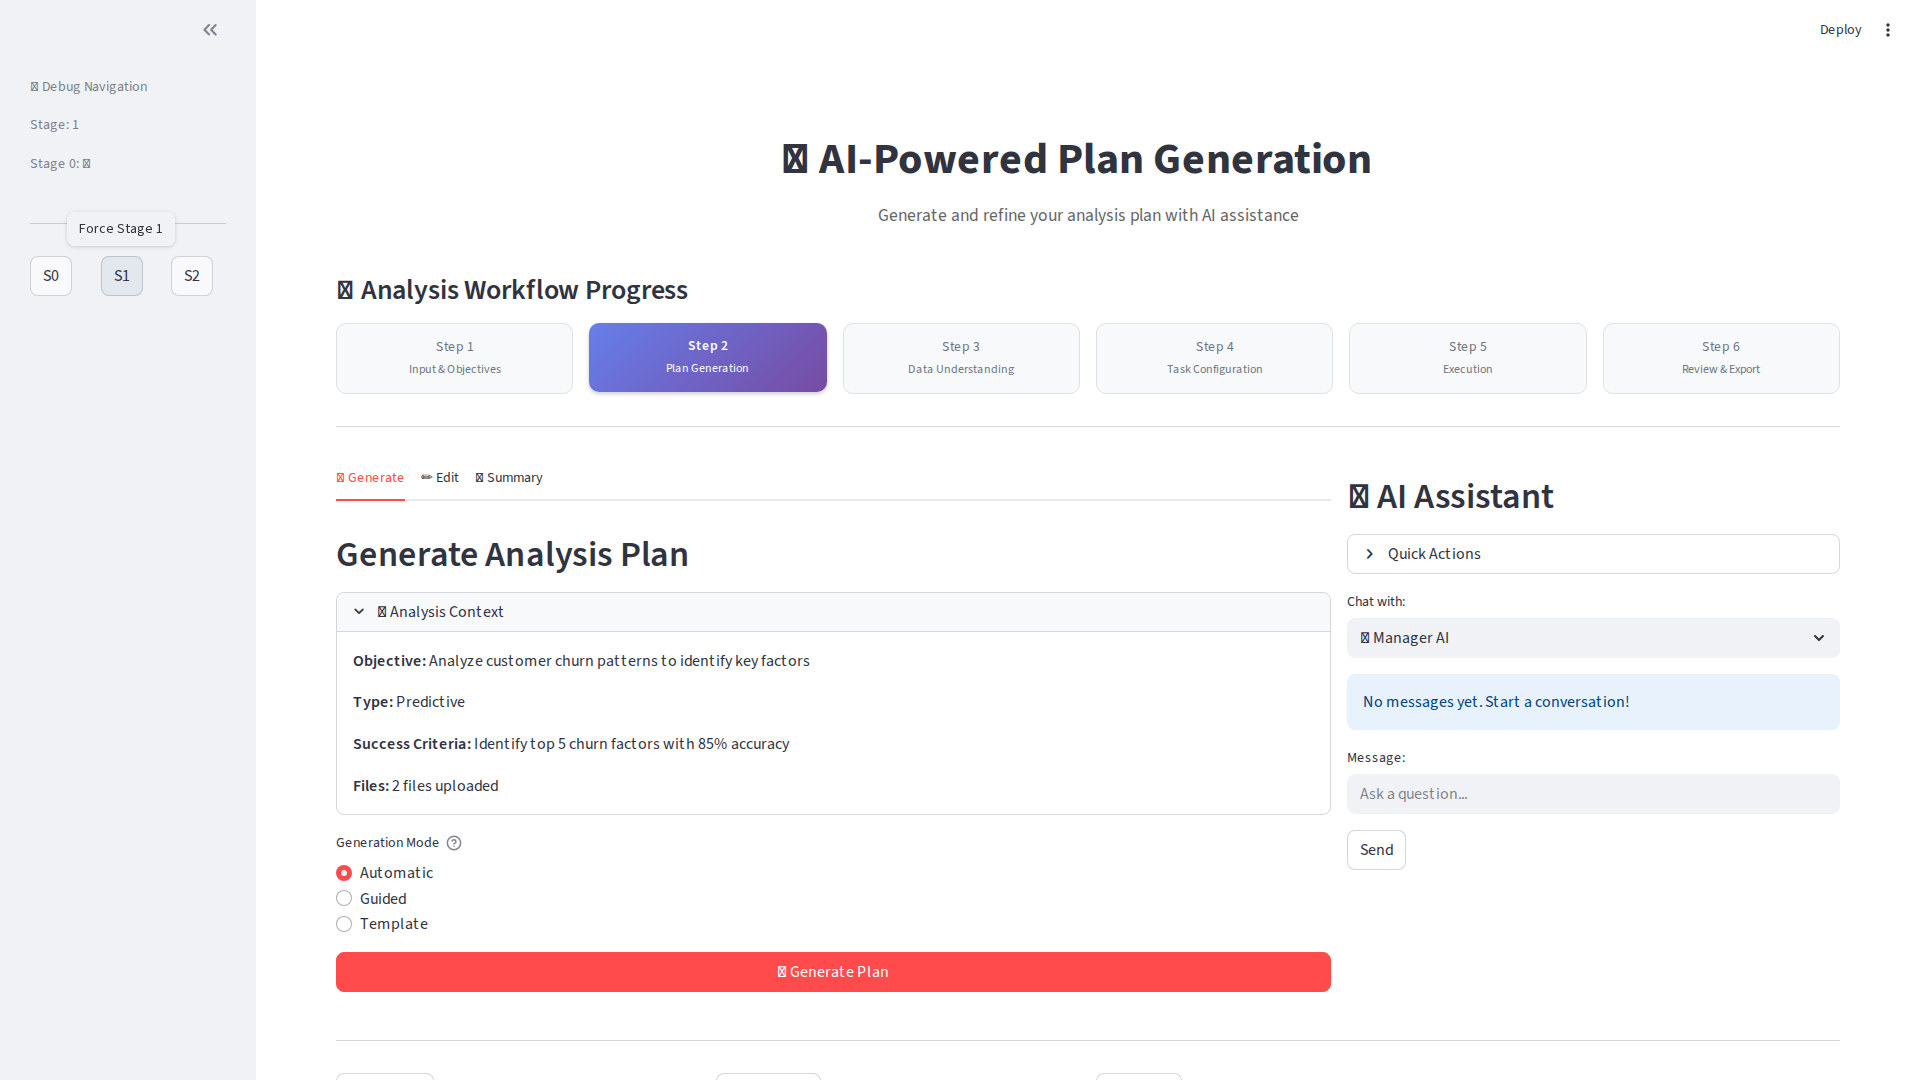 Debug Navigation
Stage: 1
Stage 0:
Force Stage 1
S0
S1
S2
Deploy
AI-Powered Plan Generation
Generate and refine your analysis plan with AI assistance
Analysis Workflow Progress
Step 1
Input & Objectives
Step 2
Plan Generation
Step 3
Data Understanding
Step 4
Task Configuration
Step 5
Execution
Step 6
Review & Export
Generate
✏ Edit
Summary
Generate Analysis Plan
Analysis Context
Objective: Analyze customer churn patterns to identify key factors
Type: Predictive
Success Criteria: Identify top 5 churn factors with 85% accuracy
Files: 2 files uploaded
Generation Mode
Automatic
Guided
Template
Generate Plan
AI Assistant
Quick Actions
Chat with:
Manager AI
No messages yet. Start a conversation!
Message:
Ask a question...
Send